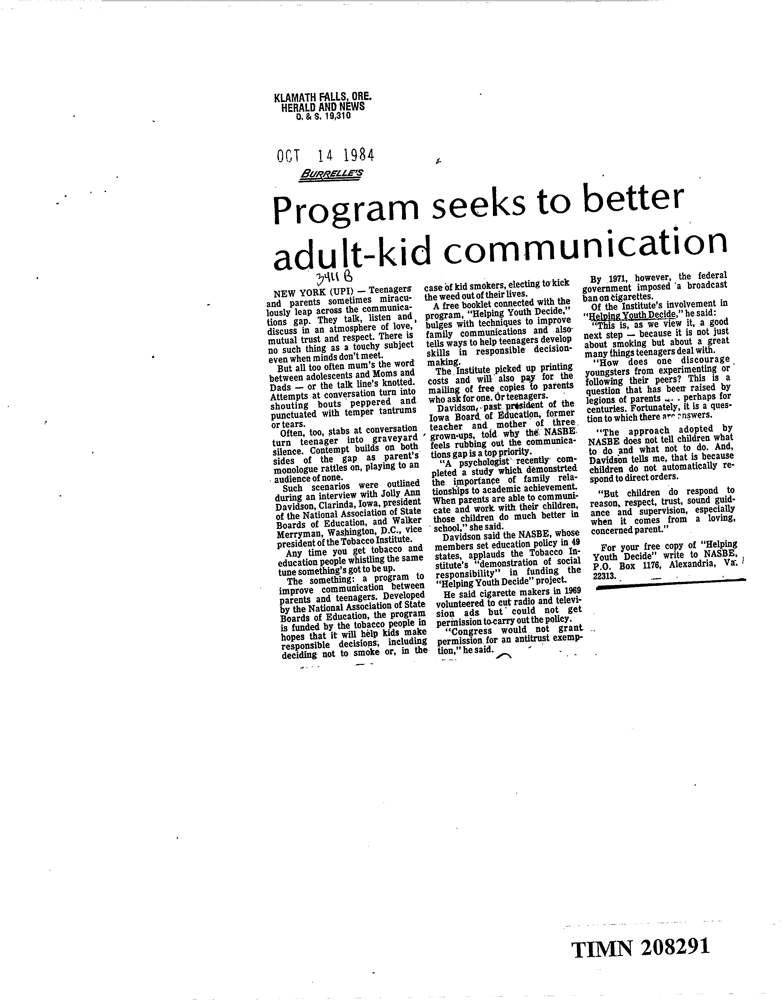 KLAMATH FALLS, ORE.
HERALD AND NEWS
D. & S. 19,310
OCT 14 1984
BURRELLE'S
Program seeks to better
adult-kid communication
3411 B
NEW YORK (UPI) — Teenagers
and parents sometimes miracu-
lously leap across the communica-
tions gap. They talk, listen and
discuss in an atmosphere of love,
mutual trust and respect. There is
no such thing as a touchy subject
even when minds don't meet.
But all too often mum's the word
between adolescents and Moms and
Dads — or the talk line's knotted.
Attempts at conversation turn into
shouting bouts peppered and
punctuated with temper tantrums
or tears.
Often, too, stabs at conversation
turn teenager into graveyard
silence. Contempt builds on both
sides of the gap as parent's
monologue rattles on, playing to an
audience of none.
Such scenarios were outlined
during an interview with Jolly Ann
Davidson, Clarinda, Iowa, president
of the National Association of State
Boards of Education, and Walker
Merryman, Washington, D.C., vice
president of the Tobacco Institute.
Any time you get tobacco and
education people whistling the same
tune something's got to be up.
The something: a program to
improve communication between
parents and teenagers. Developed
by the National Association of State
Boards of Education, the program
is funded by the tobacco people in
hopes that it will help kids make
responsible decisions, including
deciding not to smoke or, in the
case of kid smokers, electing to kick
the weed out of their lives.
A free booklet connected with the
program, "Helping Youth Decide,"
bulges with techniques to improve
family communications and also
tells ways to help teenagers develop
skills in responsible decision-
making.
The Institute picked up printing
costs and will also pay for the
mailing of free copies to parents
who ask for one. Or teenagers.
Davidson, past president of the
Iowa Board of Education, former
teacher and mother of three
grown-ups, told why the NASBE
feels rubbing out the communica-
tions gap is a top priority.
"A psychologist recently com-
pleted a study which demonstrted
the importance of family rela-
tionships to academic achievement.
When parents are able to communi-
cate and work with their children,
those children do much better in
school," she said.
Davidson said the NASBE, whose
members set education policy in 49
states, applauds the Tobacco In-
stitute's "demonstration of social
responsibility" in funding the
"Helping Youth Decide" project.
He said cigarette makers in 1969
volunteered to cut radio and televi-
sion ads but could not get
permission to carry out the policy.
"Congress would not grant
permission for an antitrust exemp-
tion," he said.
By 1971, however, the federal
government imposed a broadcast
ban on cigarettes.
Of the Institute's involvement in
"Helping Youth Decide," he said:
"This is, as we view it, a good
next step — because it is not just
about smoking but about a great
many things teenagers deal with.
"How does one discourage
youngsters from experimenting or
following their peers? This is a
question that has been raised by
legions of parents ... perhaps for
centuries. Fortunately, it is a ques-
tion to which there are answers.
"The approach adopted by
NASBE does not tell children what
to do and what not to do. And,
Davidson tells me, that is because
children do not automatically re-
spond to direct orders.
"But children do respond to
reason, respect, trust, sound guid-
ance and supervision, especially
when it comes from a loving,
concerned parent."
For your free copy of "Helping
Youth Decide" write to NASBE,
P.O. Box 1176, Alexandria, Va.
22313.
TIMN 208291